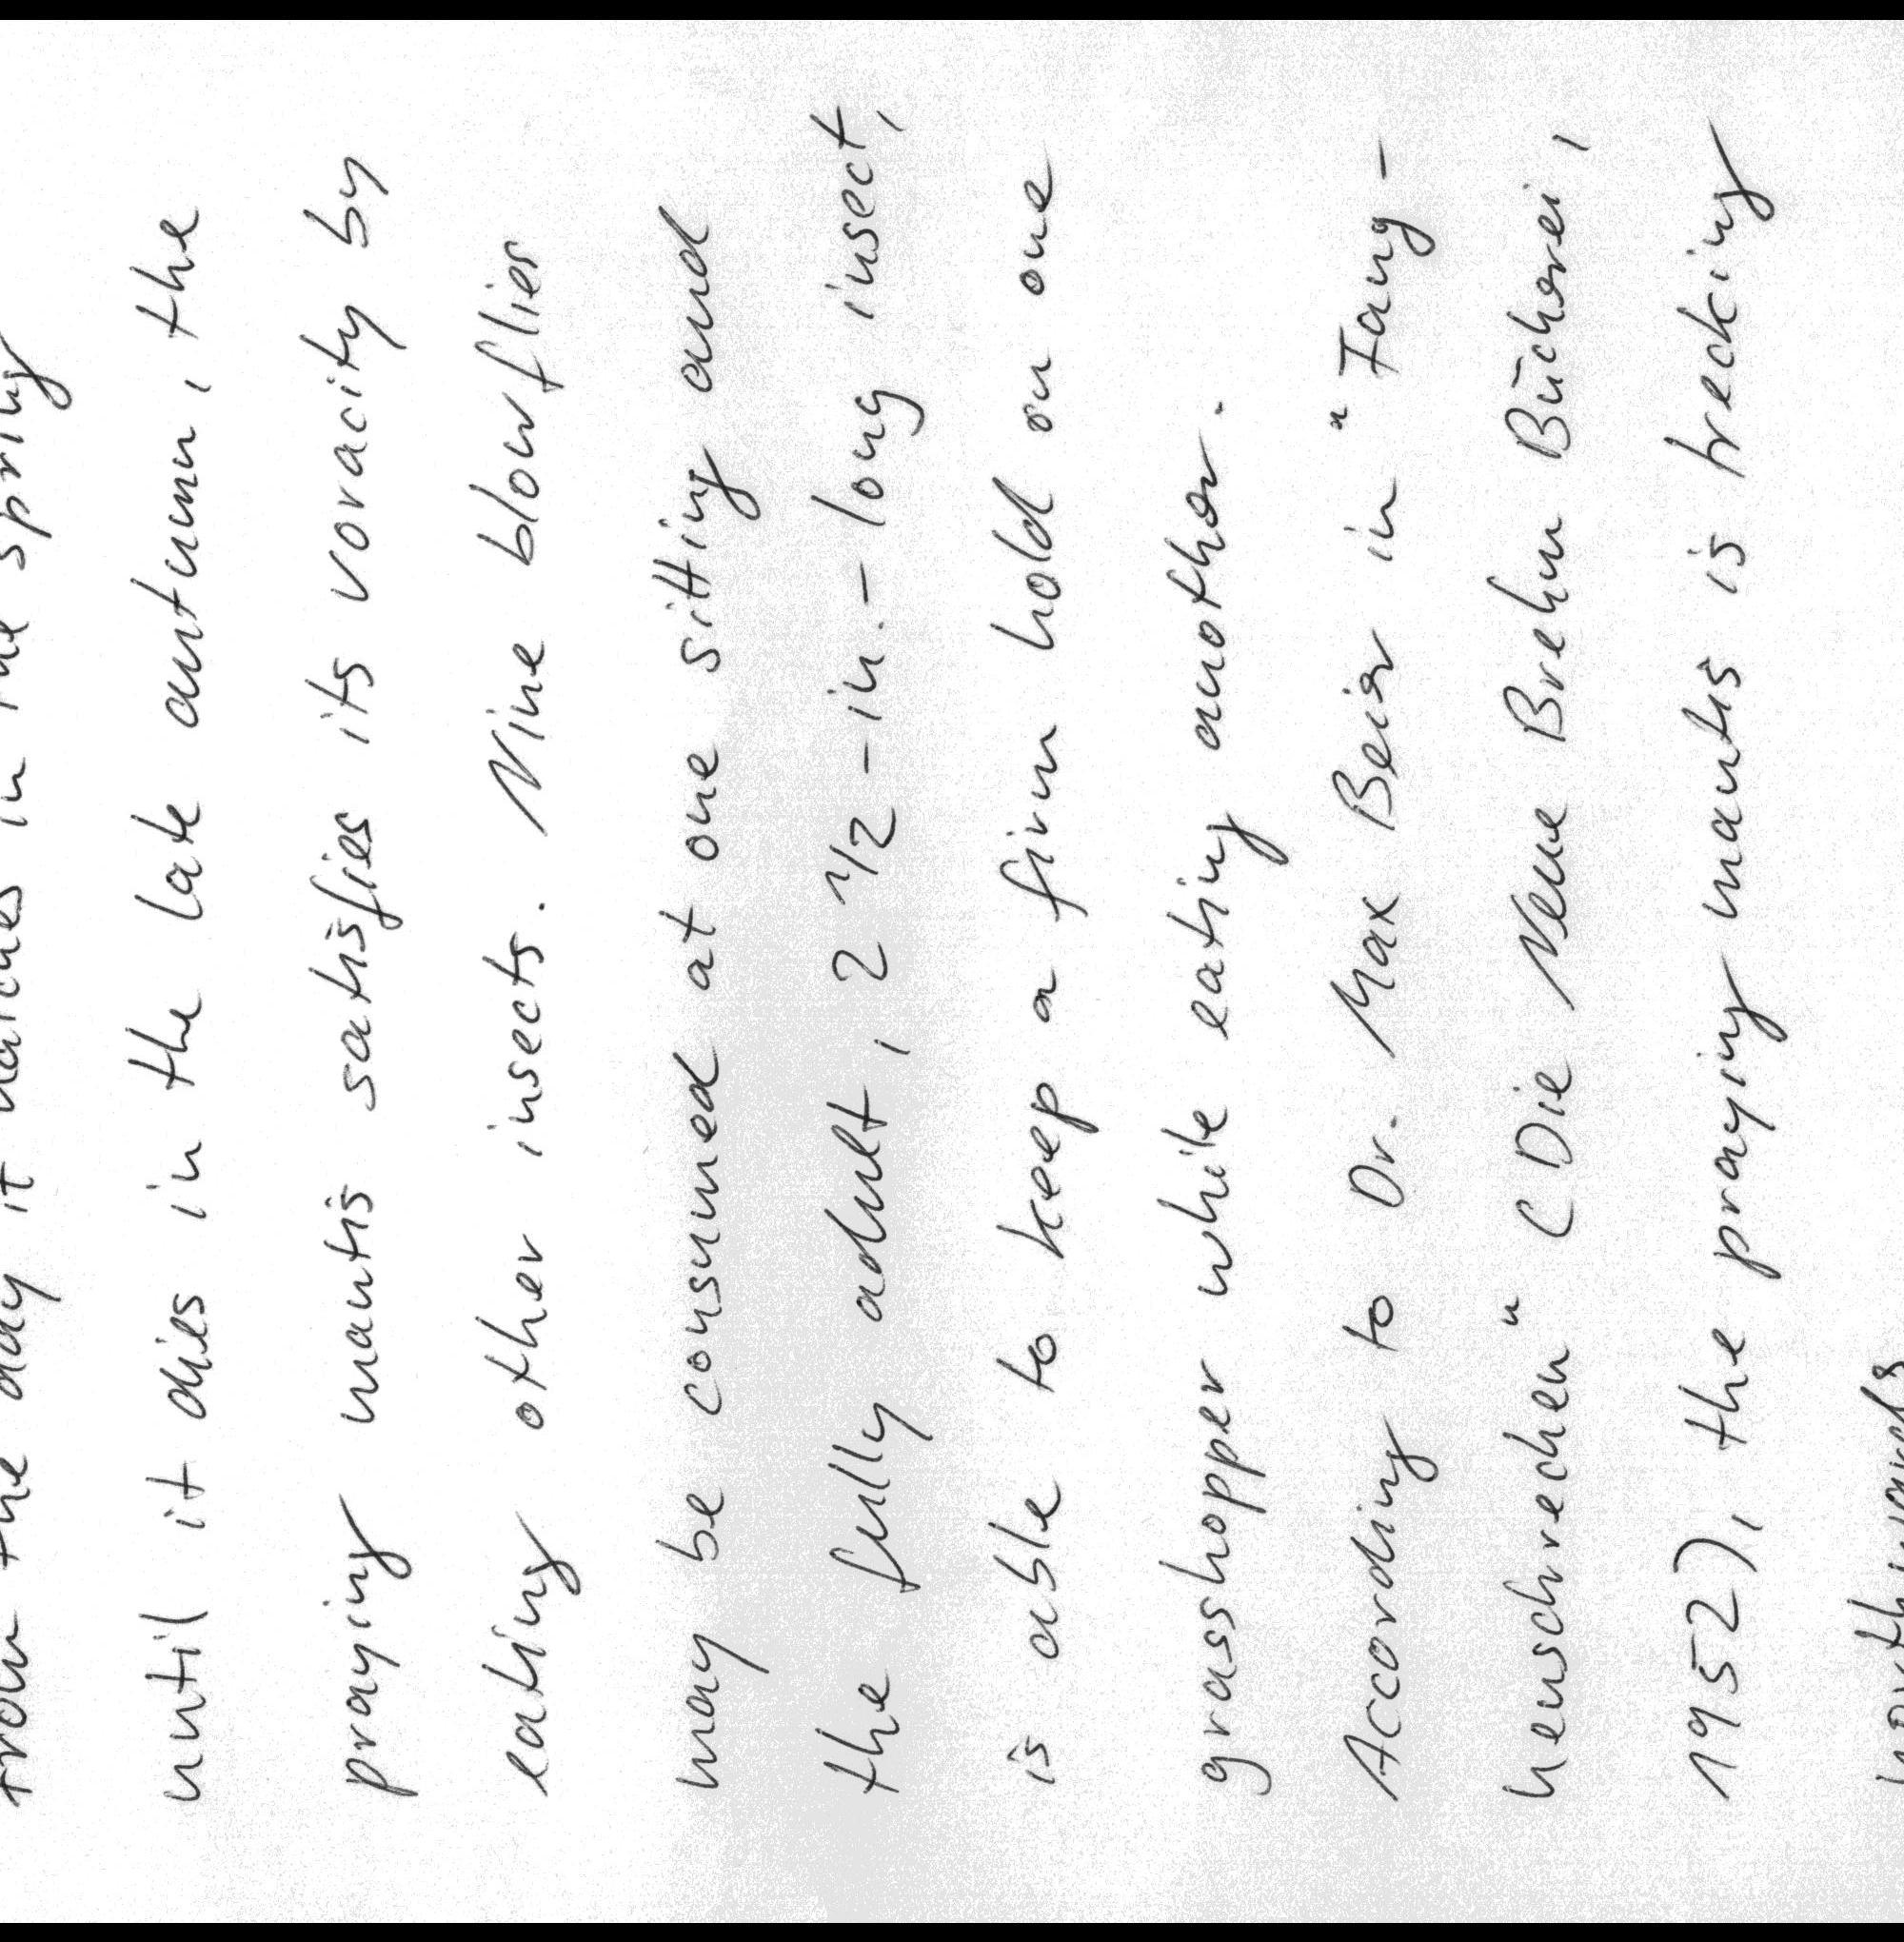 from the day it hatches in the spring
until it dies in the late autumn, the
praying mantis satisfies its voracity by
eating other insects. Nine blowflies
may be consumed at one sitting and
the fully adult, 2 1/2-in.-long insect,
is able to keep a firm hold on one
grasshopper while eating another.
According to Dr. Max Beier in "Fang-
heuschrecken" (Die Neue Brehm Bücherei,
1952), the praying mantis is trecking
northwards